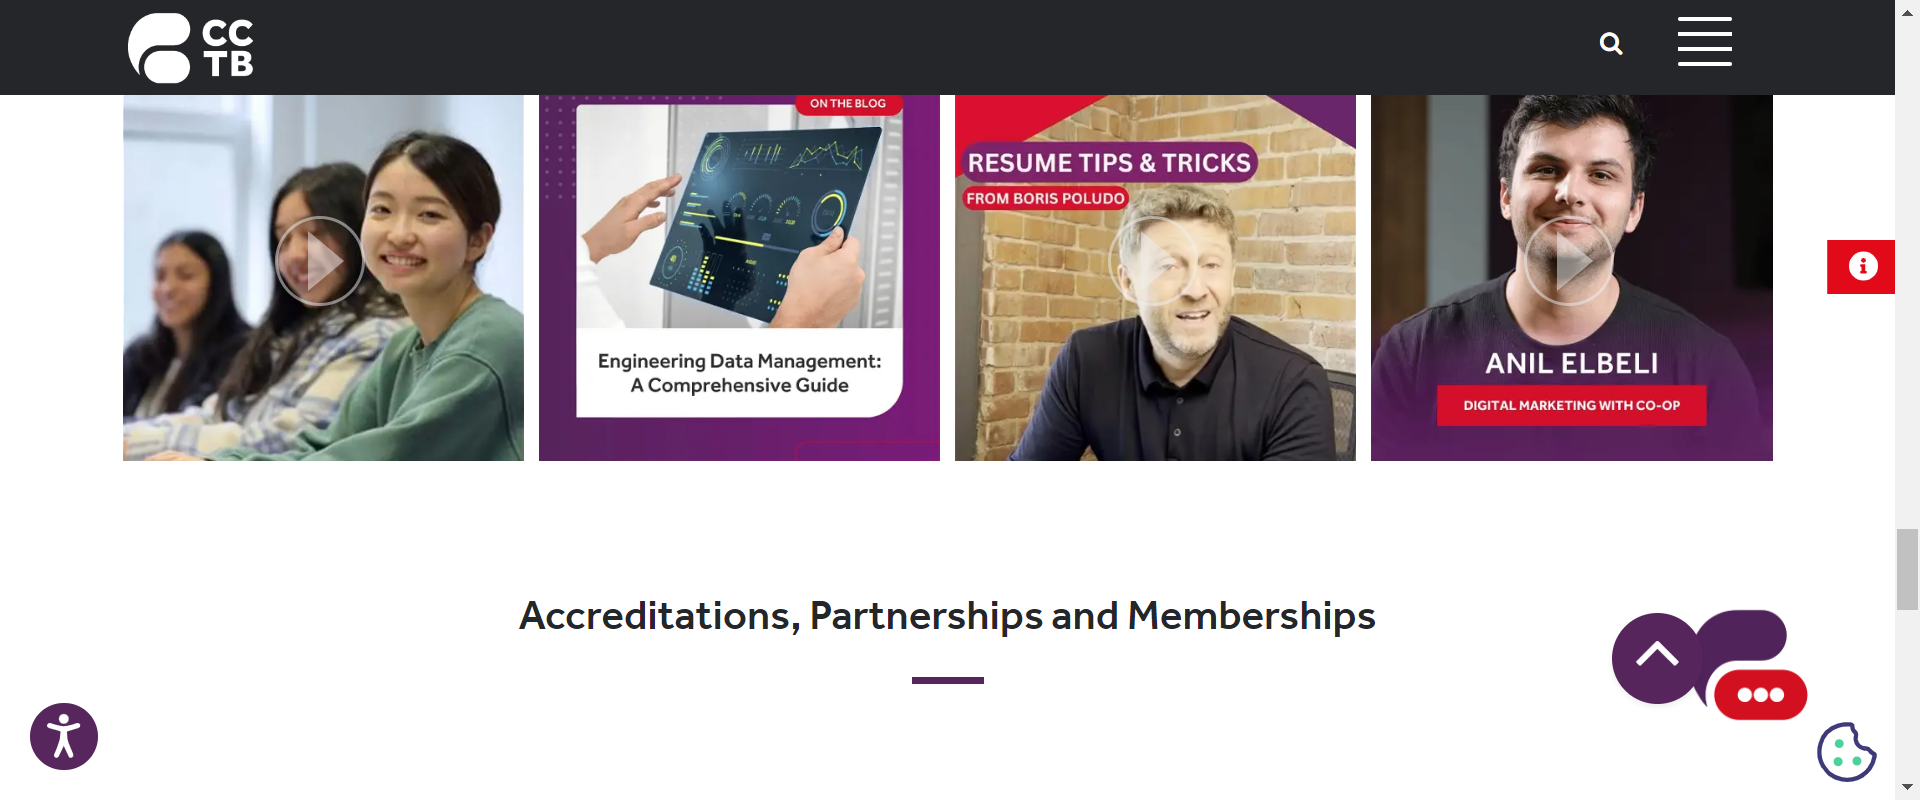 CC
TB
ON THE BLOG
Engineering Data Management:
A Comprehensive Guide
RESUME TIPS & TRICKS
FROM BORIS POLUDO
ANIL ELBELI
DIGITAL MARKETING WITH CO-OP
Accreditations, Partnerships and Memberships